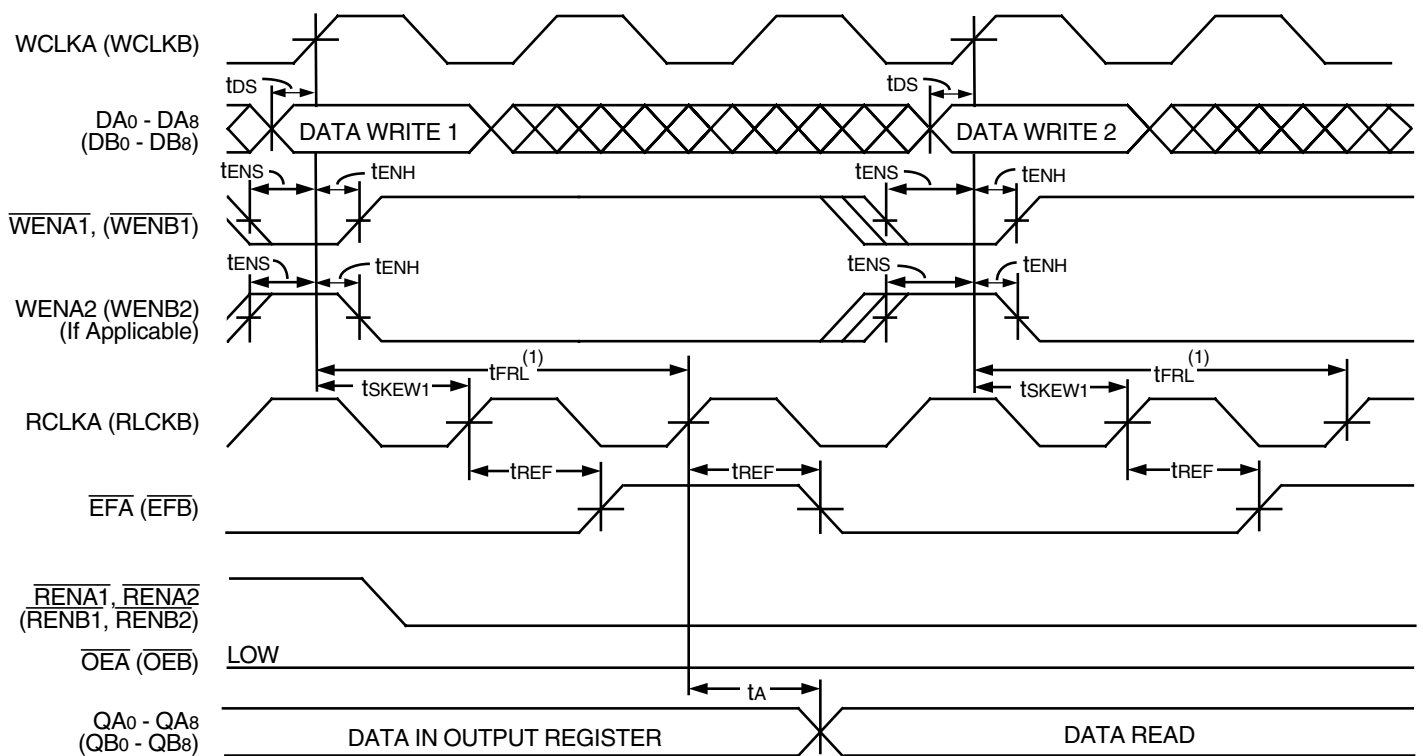 WCLKA (WCLKB)
tDS
tDS
DA0 - DA8
(DB0 - DB8)
DATA WRITE 1
DATA WRITE 2
tENS
tENH
tENS
tENH
WENA1, (WENB1)
tENS
tENH
tENS
tENH
WENA2 (WENB2)
(If Applicable)
tFRL(1)
tFRL(1)
tSKEW1
tSKEW1
RCLKA (RLCKB)
tREF
tREF
tREF
EFA (EFB)
RENA1, RENA2
(RENB1, RENB2)
OEA (OEB)
LOW
tA
QA0 - QA8
(QB0 - QB8)
DATA IN OUTPUT REGISTER
DATA READ